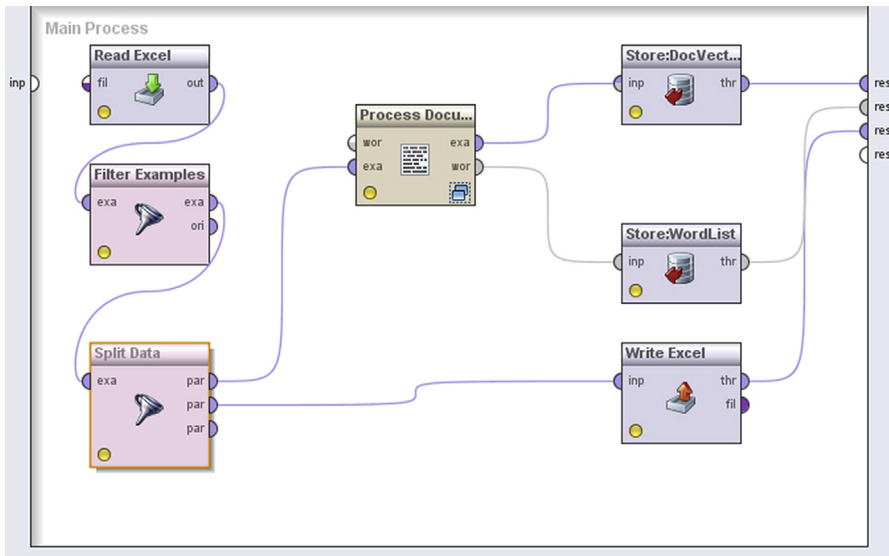 Main Process
Read Excel
inp
fil
out
Filter Examples
exa
exa
ori
Split Data
exa
par
par
par
Process Docu...
wor
exa
exa
wor
Store:DocVect...
inp
thr
Store:WordList
inp
thr
Write Excel
inp
thr
fil
res
res
res
res